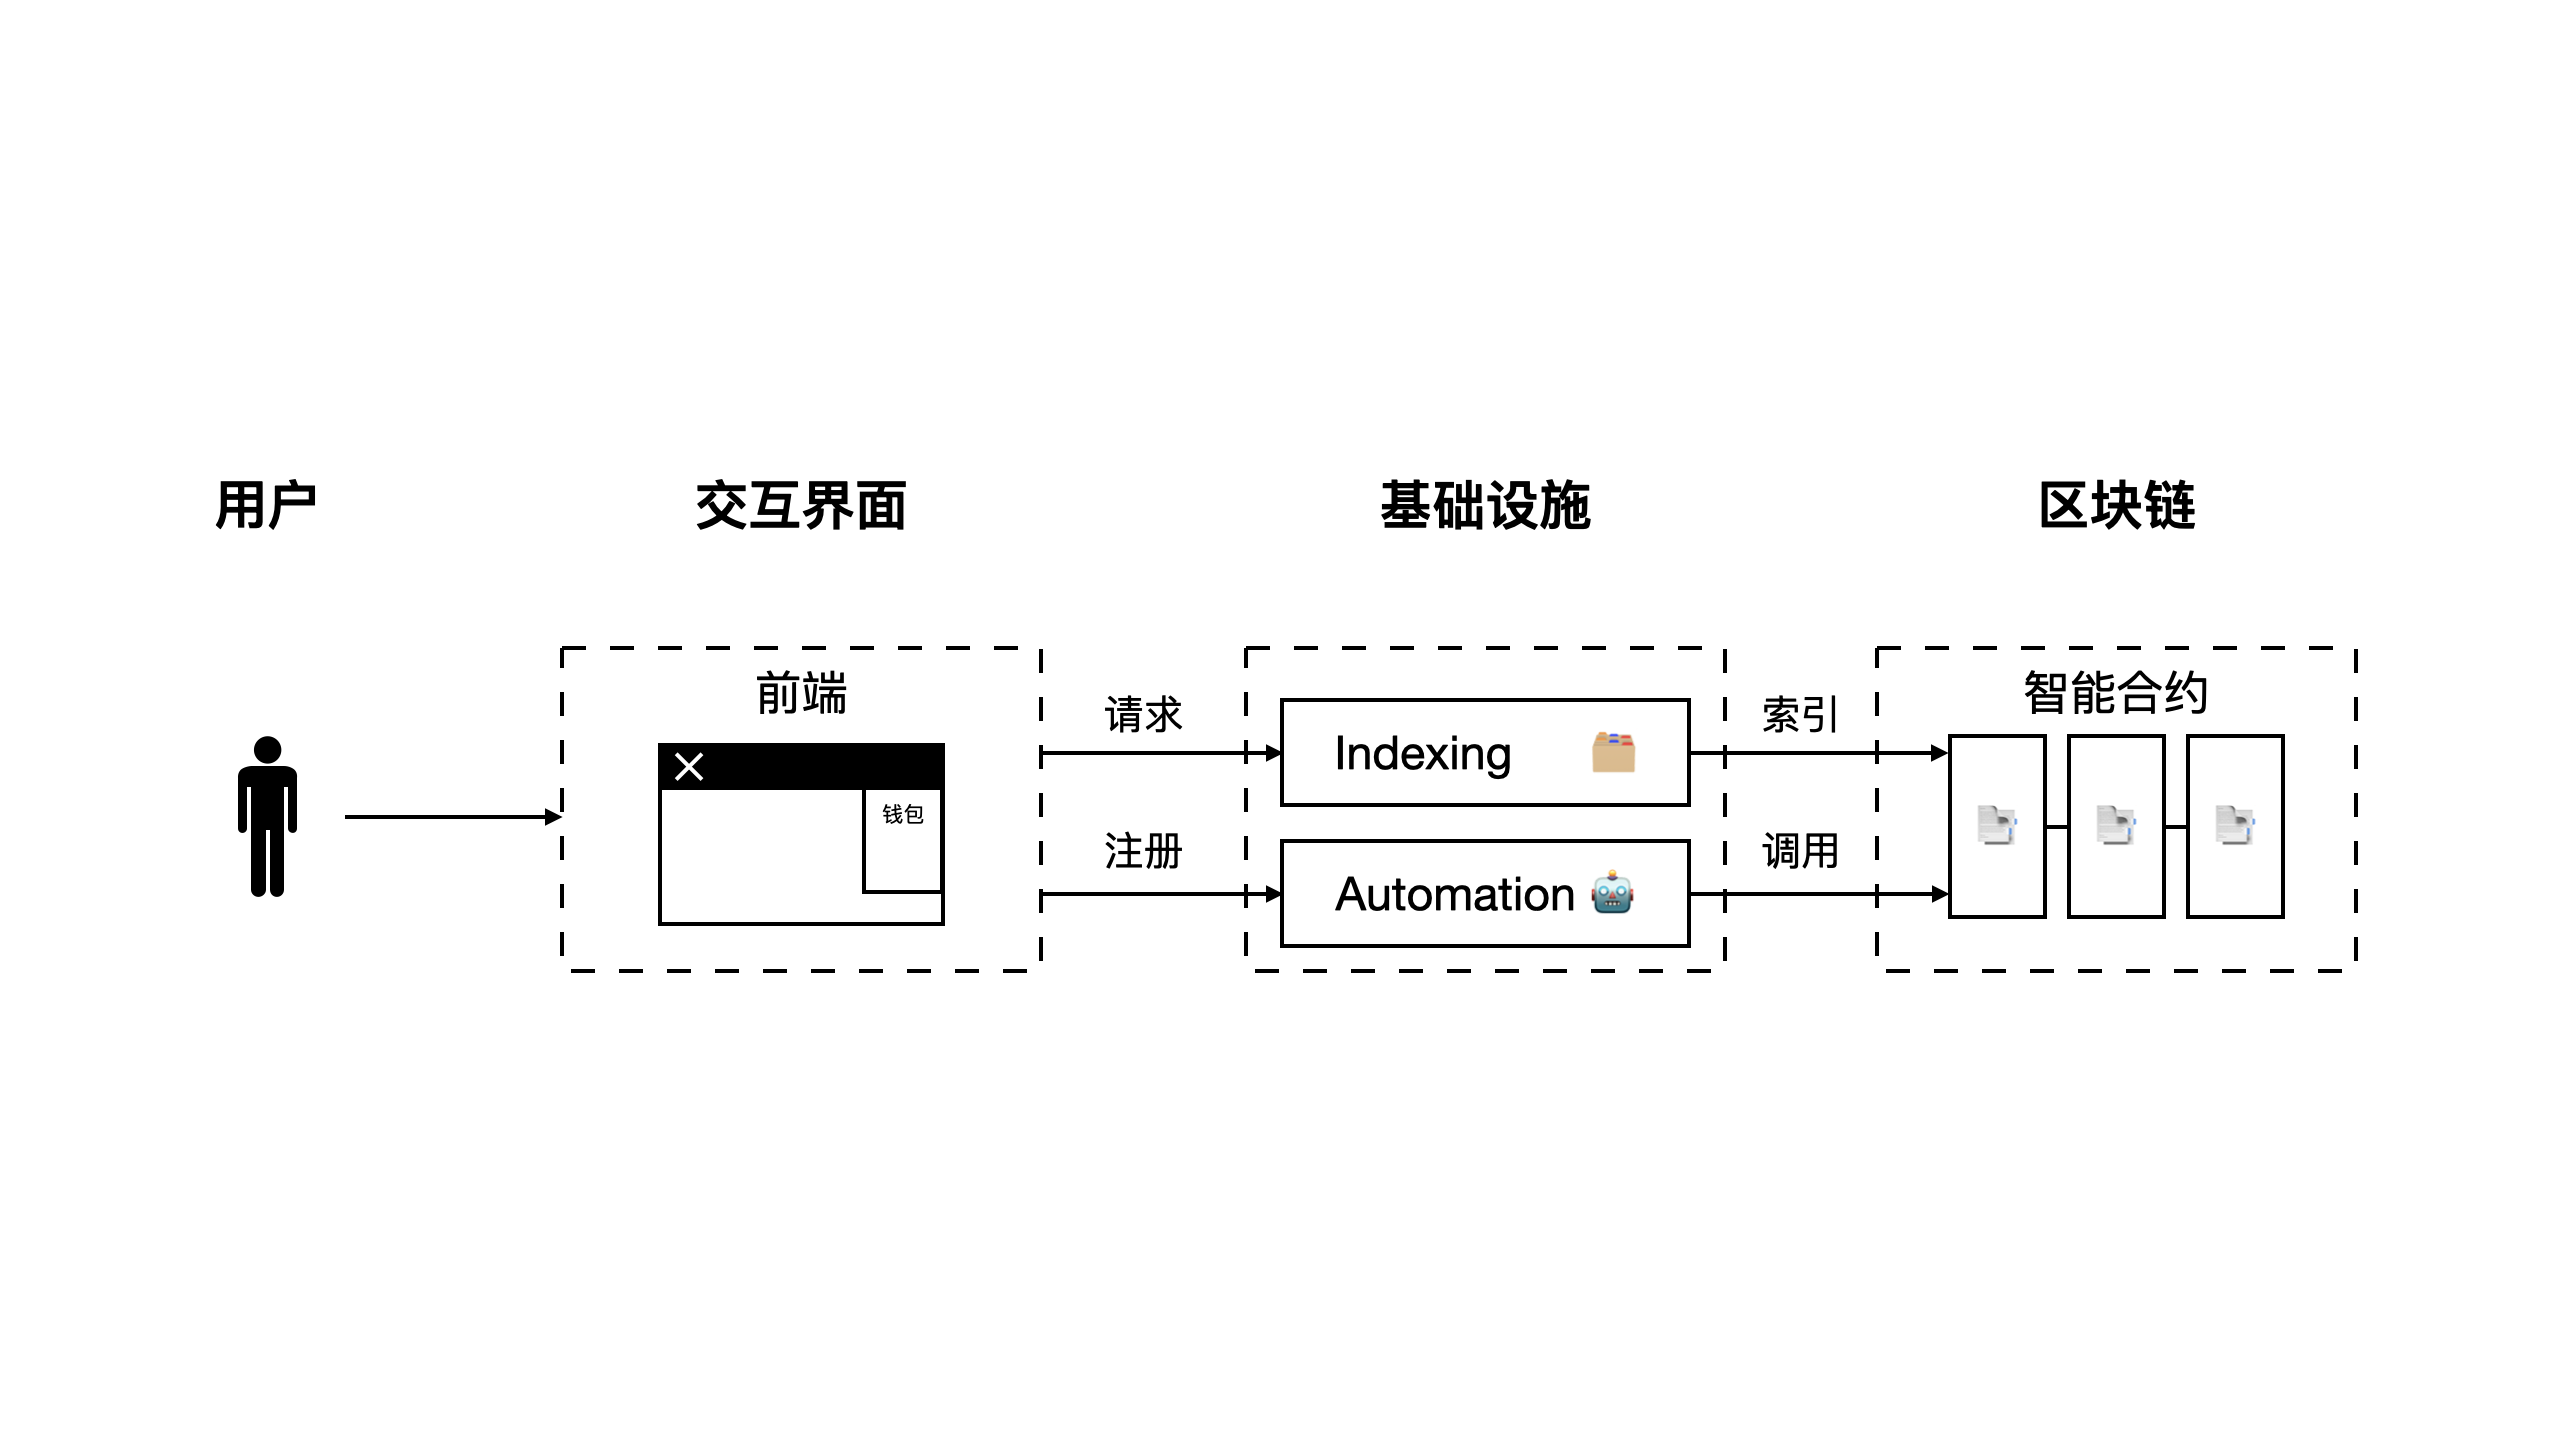 用户
交互界面
基础设施
区块链
前端
钱包
请求
注册
Indexing
Automation
索引
调用
智能合约